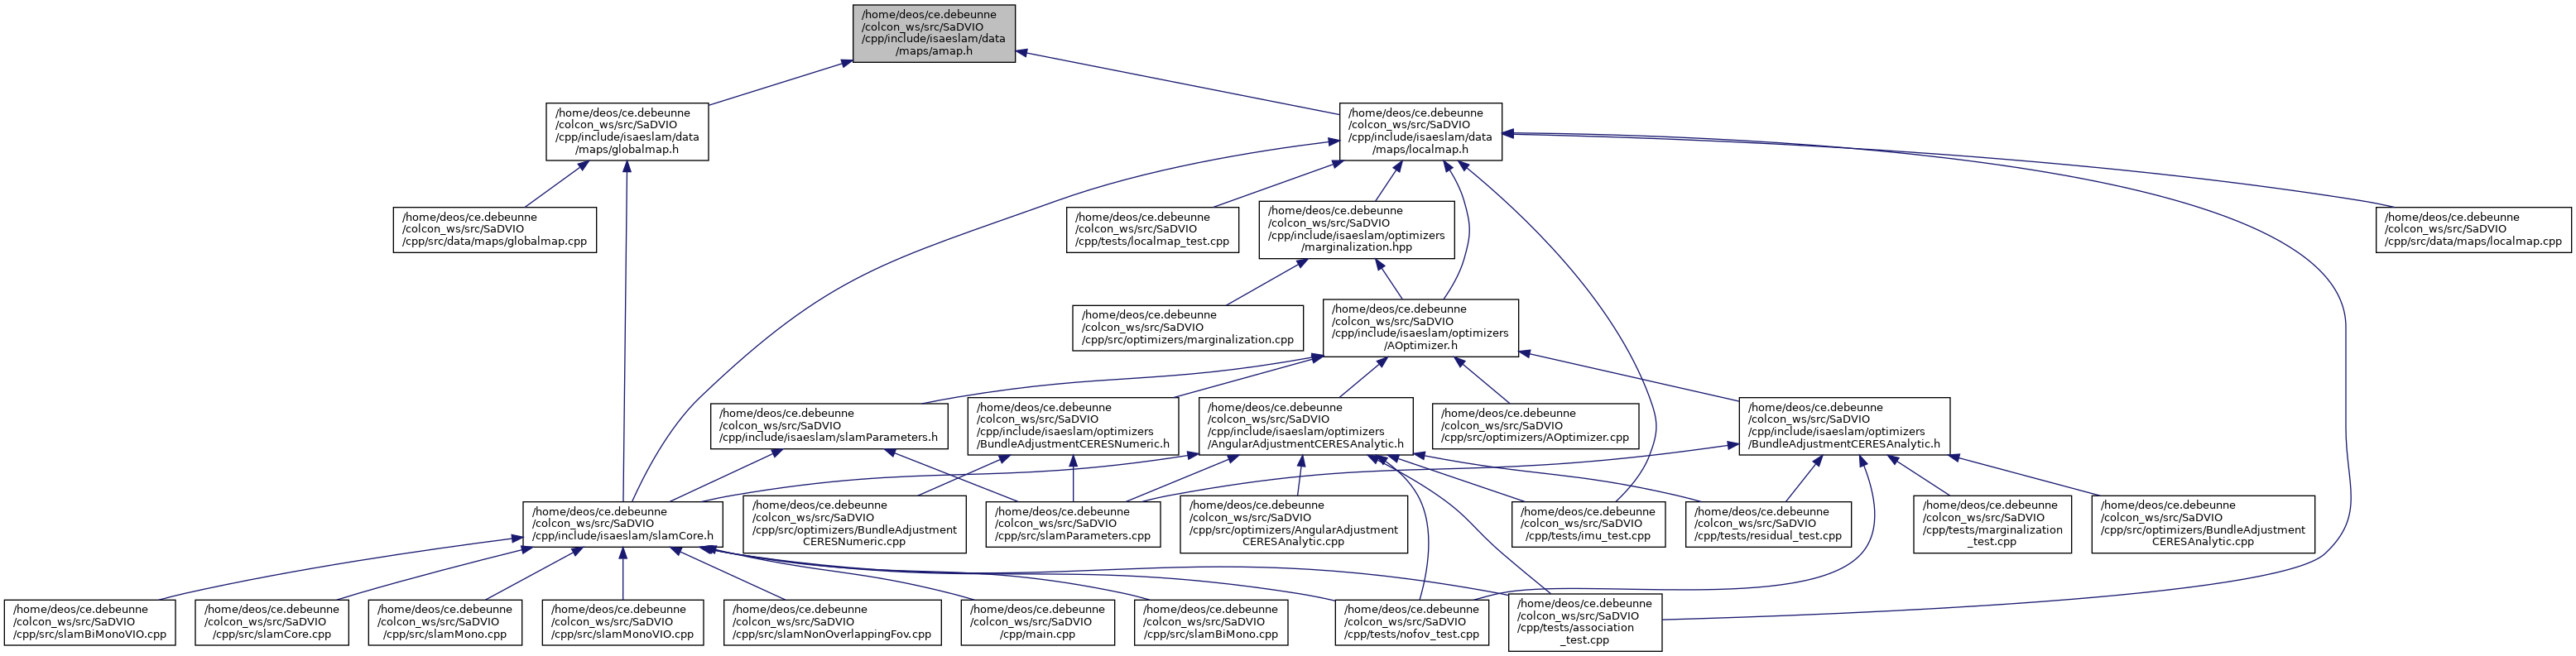 /home/deos/ce.debeunne
/colcon_ws/src/SaDVIO
/cpp/include/isaeslam/data
/maps/amap.h
/home/deos/ce.debeunne
/colcon_ws/src/SaDVIO
/cpp/include/isaeslam/data
/maps/globalmap.h
/home/deos/ce.debeunne
/colcon_ws/src/SaDVIO
/cpp/include/isaeslam/data
/maps/localmap.h
/home/deos/ce.debeunne
/colcon_ws/src/SaDVIO
/cpp/src/data/maps/globalmap.cpp
/home/deos/ce.debeunne
/colcon_ws/src/SaDVIO
/cpp/tests/localmap_test.cpp
/home/deos/ce.debeunne
/colcon_ws/src/SaDVIO
/cpp/include/isaeslam/optimizers
/marginalization.hpp
/home/deos/ce.debeunne
/colcon_ws/src/SaDVIO
/cpp/src/data/maps/localmap.cpp
/home/deos/ce.debeunne
/colcon_ws/src/SaDVIO
/cpp/src/optimizers/marginalization.cpp
/home/deos/ce.debeunne
/colcon_ws/src/SaDVIO
/cpp/include/isaeslam/optimizers
/AOptimizer.h
/home/deos/ce.debeunne
/colcon_ws/src/SaDVIO
/cpp/include/isaeslam/slamParameters.h
/home/deos/ce.debeunne
/colcon_ws/src/SaDVIO
/cpp/include/isaeslam/optimizers
/BundleAdjustmentCERESNumeric.h
/home/deos/ce.debeunne
/colcon_ws/src/SaDVIO
/cpp/include/isaeslam/optimizers
/AngularAdjustmentCERESAnalytic.h
/home/deos/ce.debeunne
/colcon_ws/src/SaDVIO
/cpp/src/optimizers/AOptimizer.cpp
/home/deos/ce.debeunne
/colcon_ws/src/SaDVIO
/cpp/include/isaeslam/optimizers
/BundleAdjustmentCERESAnalytic.h
/home/deos/ce.debeunne
/colcon_ws/src/SaDVIO
/cpp/include/isaeslam/slamCore.h
/home/deos/ce.debeunne
/colcon_ws/src/SaDVIO
/cpp/src/optimizers/BundleAdjustment
CERESNumeric.cpp
/home/deos/ce.debeunne
/colcon_ws/src/SaDVIO
/cpp/src/slamParameters.cpp
/home/deos/ce.debeunne
/colcon_ws/src/SaDVIO
/cpp/src/optimizers/AngularAdjustment
CERESAnalytic.cpp
/home/deos/ce.debeunne
/colcon_ws/src/SaDVIO
/cpp/tests/imu_test.cpp
/home/deos/ce.debeunne
/colcon_ws/src/SaDVIO
/cpp/tests/residual_test.cpp
/home/deos/ce.debeunne
/colcon_ws/src/SaDVIO
/cpp/tests/marginalization
_test.cpp
/home/deos/ce.debeunne
/colcon_ws/src/SaDVIO
/cpp/src/optimizers/BundleAdjustment
CERESAnalytic.cpp
/home/deos/ce.debeunne
/colcon_ws/src/SaDVIO
/cpp/src/slamBiMonoVIO.cpp
/home/deos/ce.debeunne
/colcon_ws/src/SaDVIO
/cpp/src/slamCore.cpp
/home/deos/ce.debeunne
/colcon_ws/src/SaDVIO
/cpp/src/slamMono.cpp
/home/deos/ce.debeunne
/colcon_ws/src/SaDVIO
/cpp/src/slamMonoVIO.cpp
/home/deos/ce.debeunne
/colcon_ws/src/SaDVIO
/cpp/src/slamNonOverlappingFov.cpp
/home/deos/ce.debeunne
/colcon_ws/src/SaDVIO
/cpp/main.cpp
/home/deos/ce.debeunne
/colcon_ws/src/SaDVIO
/cpp/src/slamBiMono.cpp
/home/deos/ce.debeunne
/colcon_ws/src/SaDVIO
/cpp/tests/nofov_test.cpp
/home/deos/ce.debeunne
/colcon_ws/src/SaDVIO
/cpp/tests/association
_test.cpp